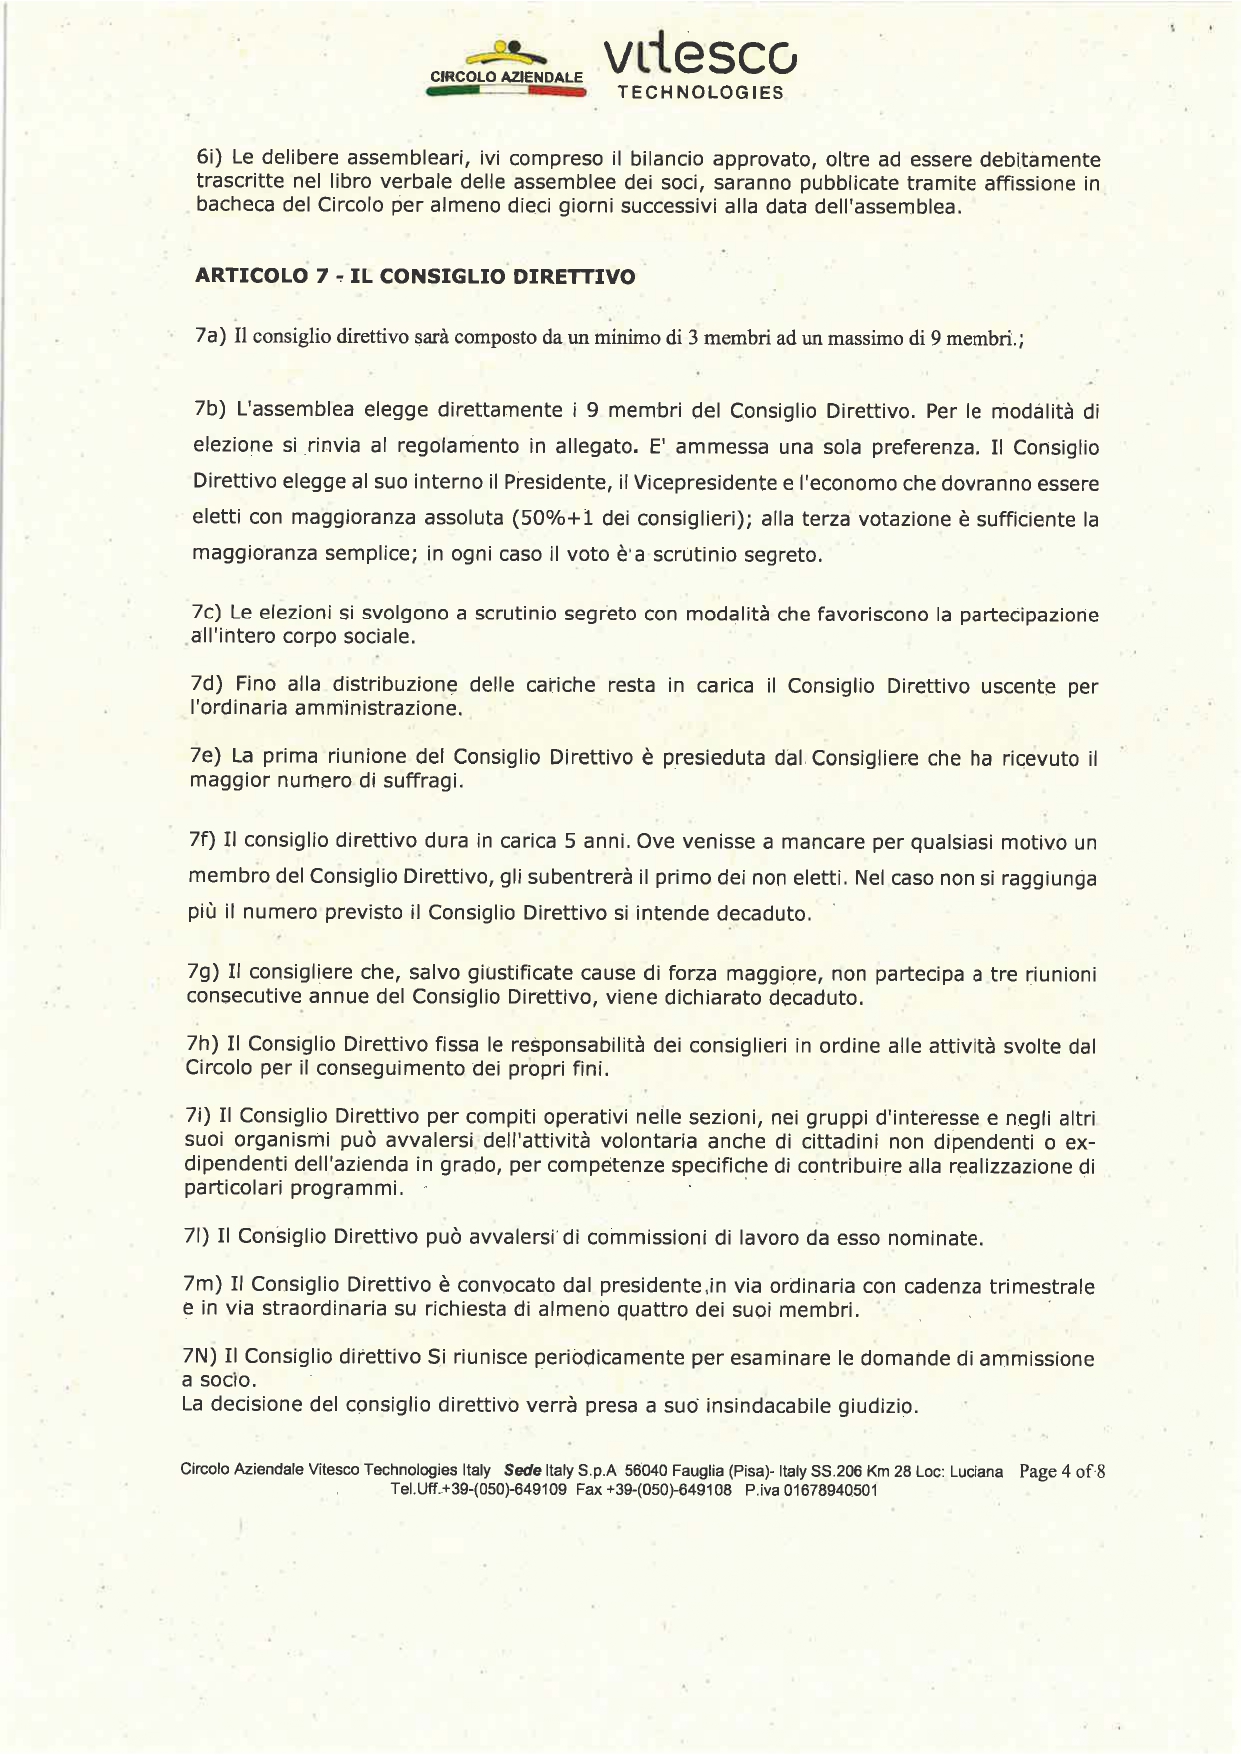 CIRCOLO AZIENDALE
vitesco
TECHNOLOGIES
6i) Le delibere assembleari, ivi compreso il bilancio approvato, oltre ad essere debitamente
trascritte nel libro verbale delle assemblee dei soci, saranno pubblicate tramite affissione in
bacheca del Circolo per almeno dieci giorni successivi alla data dell'assemblea.
ARTICOLO 7 - IL CONSIGLIO DIRETTIVO
7a) Il consiglio direttivo sarà composto da un minimo di 3 membri ad un massimo di 9 membri.;
7b) L'assemblea elegge direttamente i 9 membri del Consiglio Direttivo. Per le modalità di
elezione si rinvia al regolamento in allegato. E' ammessa una sola preferenza. Il Consiglio
Direttivo elegge al suo interno il Presidente, il Vicepresidente e l'economo che dovranno essere
eletti con maggioranza assoluta (50%+1 dei consiglieri); alla terza votazione è sufficiente la
maggioranza semplice; in ogni caso il voto è a scrutinio segreto.
7c) Le elezioni si svolgono a scrutinio segreto con modalità che favoriscono la partecipazione
all'intero corpo sociale.
7d) Fino alla distribuzione delle cariche resta in carica il Consiglio Direttivo uscente per
l'ordinaria amministrazione.
7e) La prima riunione del Consiglio Direttivo è presieduta dal Consigliere che ha ricevuto il
maggior numero di suffragi.
7f) Il consiglio direttivo dura in carica 5 anni. Ove venisse a mancare per qualsiasi motivo un
membro del Consiglio Direttivo, gli subentrerà il primo dei non eletti. Nel caso non si raggiunga
più il numero previsto il Consiglio Direttivo si intende decaduto.
7g) Il consigliere che, salvo giustificate cause di forza maggiore, non partecipa a tre riunioni
consecutive annue del Consiglio Direttivo, viene dichiarato decaduto.
7h) Il Consiglio Direttivo fissa le responsabilità dei consiglieri in ordine alle attività svolte dal
Circolo per il conseguimento dei propri fini.
7i) Il Consiglio Direttivo per compiti operativi nelle sezioni, nei gruppi d'interesse e negli altri
suoi organismi può avvalersi dell'attività volontaria anche di cittadini non dipendenti o ex-
dipendenti dell'azienda in grado, per competenze specifiche di contribuire alla realizzazione di
particolari programmi.
7l) Il Consiglio Direttivo può avvalersi di commissioni di lavoro da esso nominate.
7m) Il Consiglio Direttivo è convocato dal presidente,in via ordinaria con cadenza trimestrale
e in via straordinaria su richiesta di almeno quattro dei suoi membri.
7N) Il Consiglio direttivo Si riunisce periodicamente per esaminare le domande di ammissione
a socio.
La decisione del consiglio direttivo verrà presa a suo insindacabile giudizio.
Circolo Aziendale Vitesco Technologies Italy Sede Italy S.p.A 56040 Fauglia (Pisa)- Italy SS.206 Km 28 Loc: Luciana Page 4 of 8
Tel.Uff.+39-(050)-649109 Fax +39-(050)-649108 P.iva 01678940501